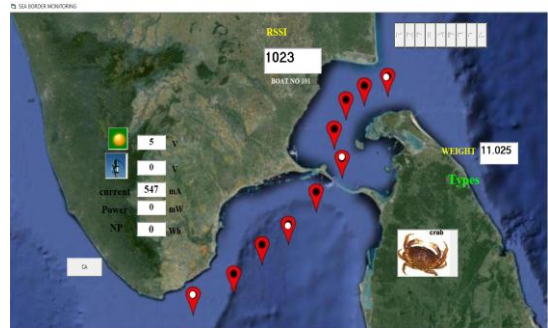 SEA BORDER MONITORING
RSSI
1023
BOAT NO 101
5 V
0 V
current 547 mA
Power 0 mW
NP 0 Wh
WEIGHT 11.025
Types
crab